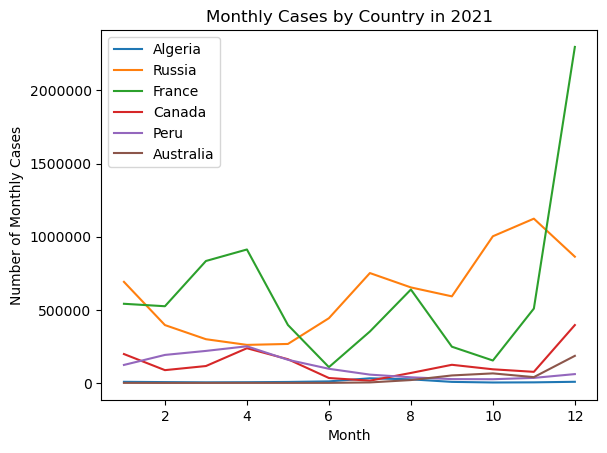 Monthly Cases by Country in 2021
Algeria
Russia
France
Canada
Peru
Australia
Number of Monthly Cases
2000000
1500000
1000000
500000
0
2 4 6 8 10 12
Month